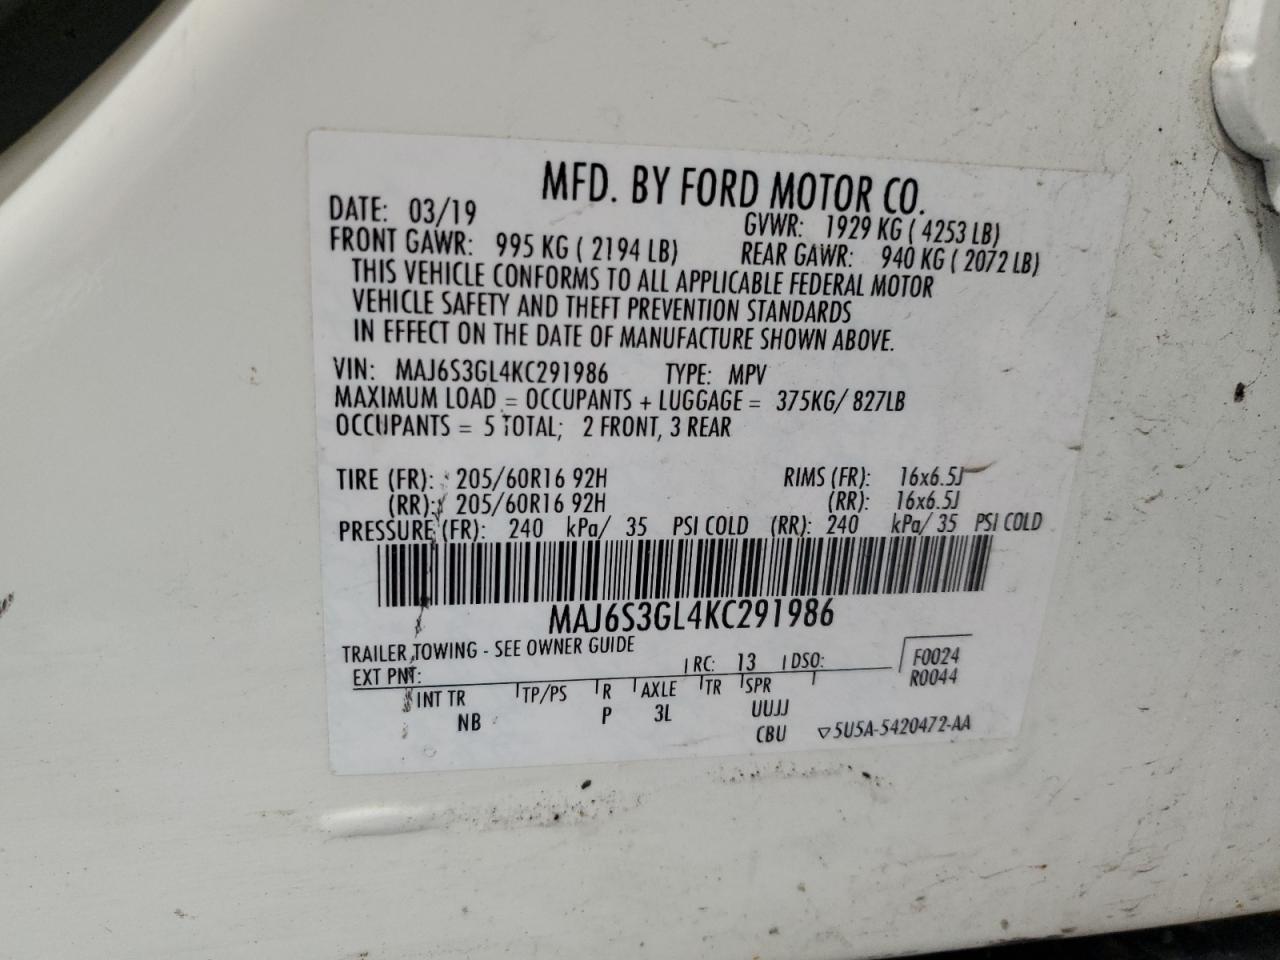 MFD. BY FORD MOTOR CO.
DATE: 03/19 GVWR: 1929 KG ( 4253 LB)
FRONT GAWR: 995 KG ( 2194 LB) REAR GAWR: 940 KG ( 2072 LB)
THIS VEHICLE CONFORMS TO ALL APPLICABLE FEDERAL MOTOR
VEHICLE SAFETY AND THEFT PREVENTION STANDARDS
IN EFFECT ON THE DATE OF MANUFACTURE SHOWN ABOVE.
VIN: MAJ6S3GL4KC291986 TYPE: MPV
MAXIMUM LOAD = OCCUPANTS + LUGGAGE = 375KG/ 827LB
OCCUPANTS = 5 TOTAL; 2 FRONT, 3 REAR
TIRE (FR): 205/60R16 92H RIMS (FR): 16x6.5J
(RR): 205/60R16 92H (RR): 16x6.5J
PRESSURE (FR): 240 kPa/ 35 PSI COLD (RR): 240 kPa/ 35 PSI COLD
MAJ6S3GL4KC291986
TRAILER TOWING - SEE OWNER GUIDE
EXT PNT: RC: 13 DSO: F0024
R0044
INT TR TP/PS R AXLE TR SPR
NB P 3L UUJJ
CBU ▽5U5A-5420472-AA